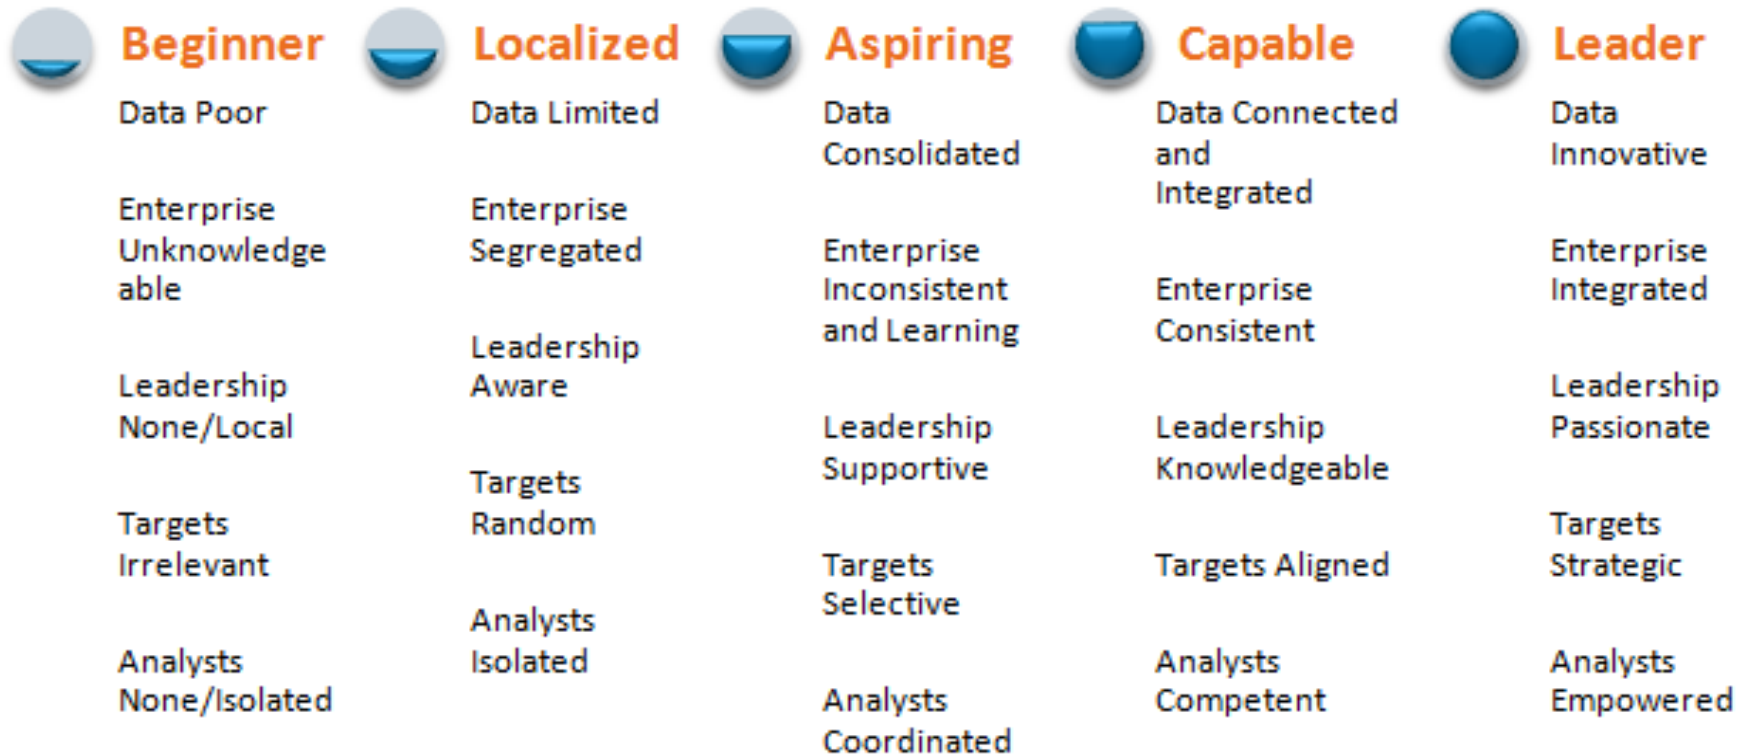 Beginner
Data Poor
Enterprise
Unknowledge
able
Leadership
None/Local
Targets
Irrelevant
Analysts
None/Isolated
Localized
Data Limited
Enterprise
Segregated
Leadership
Aware
Targets
Random
Analysts
Isolated
Aspiring
Data
Consolidated
Enterprise
Inconsistent
and Learning
Leadership
Supportive
Targets
Selective
Analysts
Coordinated
Capable
Data Connected
and
Integrated
Enterprise
Consistent
Leadership
Knowledgeable
Targets Aligned
Analysts
Competent
Leader
Data
Innovative
Enterprise
Integrated
Leadership
Passionate
Targets
Strategic
Analysts
Empowered